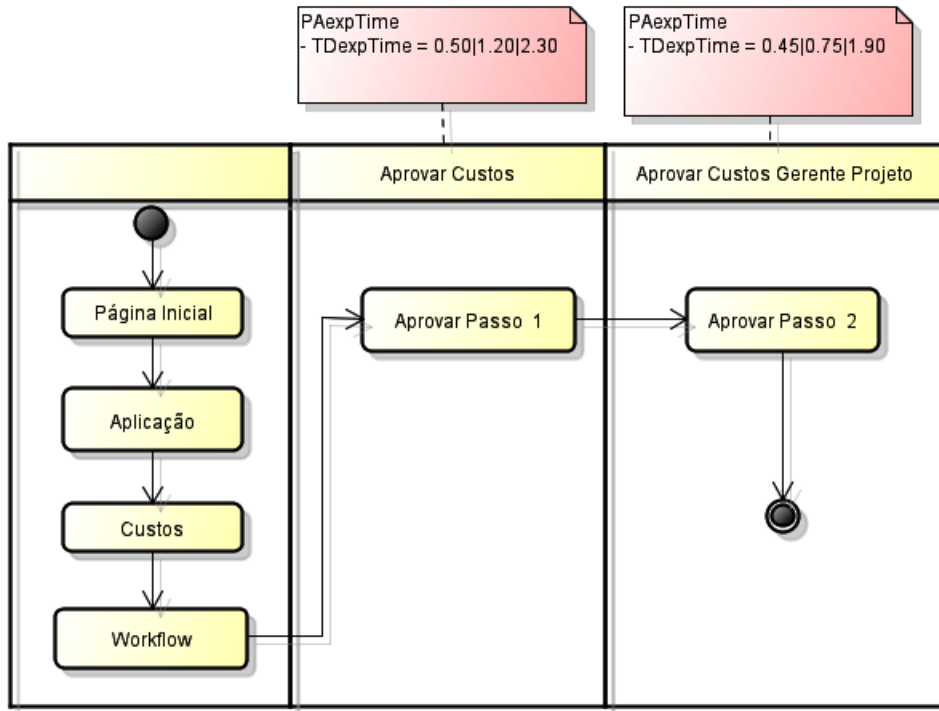 PAexpTime
- TDexpTime = 0.50|1.20|2.30
PAexpTime
- TDexpTime = 0.45|0.75|1.90
Aprovar Custos
Aprovar Custos Gerente Projeto
Página Inicial
Aplicação
Custos
Workflow
Aprovar Passo  1
Aprovar Passo  2